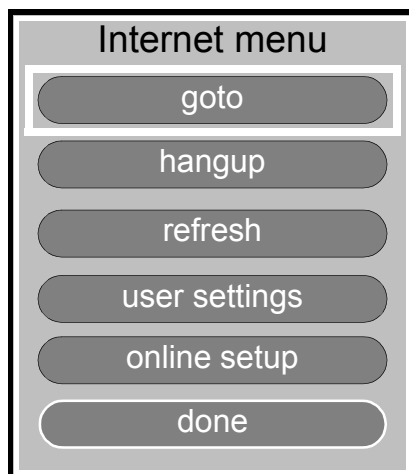 Internet menu
goto
hangup
refresh
user settings
online setup
done